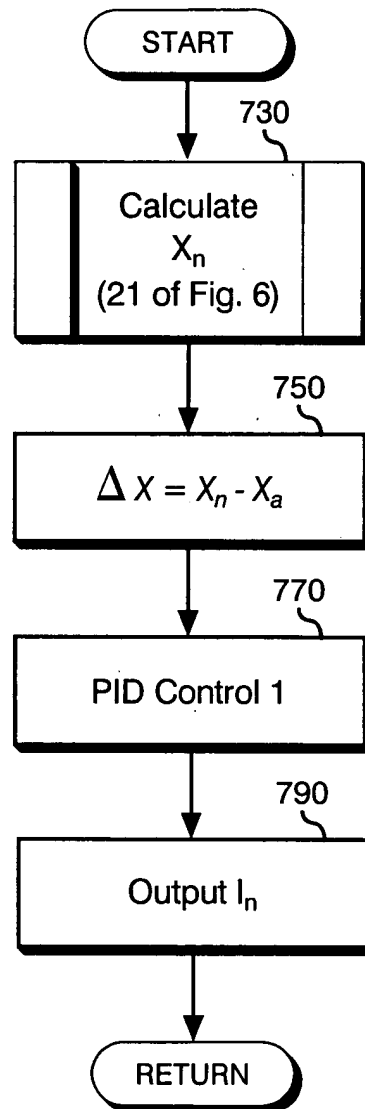 START
730
Calculate
Xn
(21 of Fig. 6)
750
Δ X = Xn - Xa
770
PID Control 1
790
Output In
RETURN